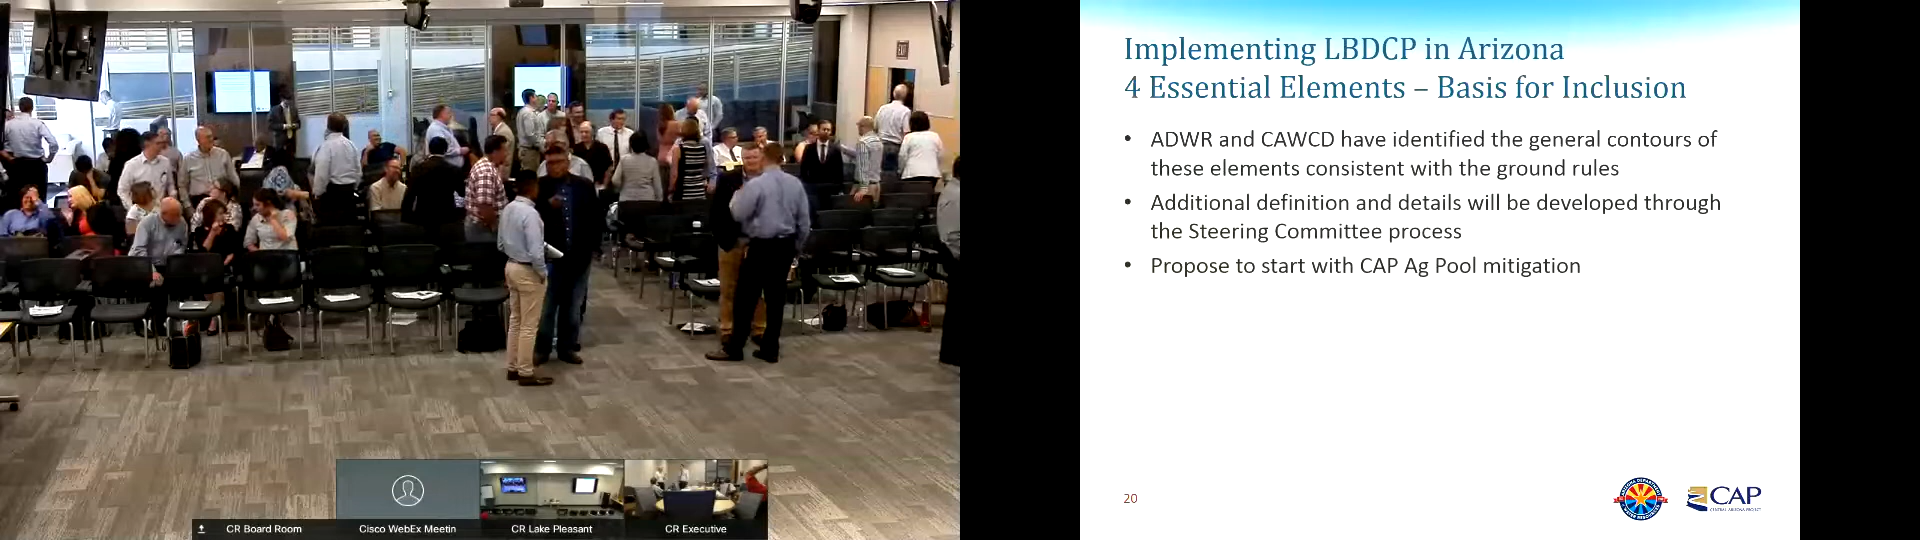 Implementing LBDCP in Arizona
4 Essential Elements – Basis for Inclusion
• ADWR and CAWCD have identified the general contours of
these elements consistent with the ground rules
• Additional definition and details will be developed through
the Steering Committee process
• Propose to start with CAP Ag Pool mitigation
20
CAP
CENTRAL ARIZONA PROJECT
CR Board Room
Cisco WebEx Meetin
CR Lake Pleasant
CR Executive